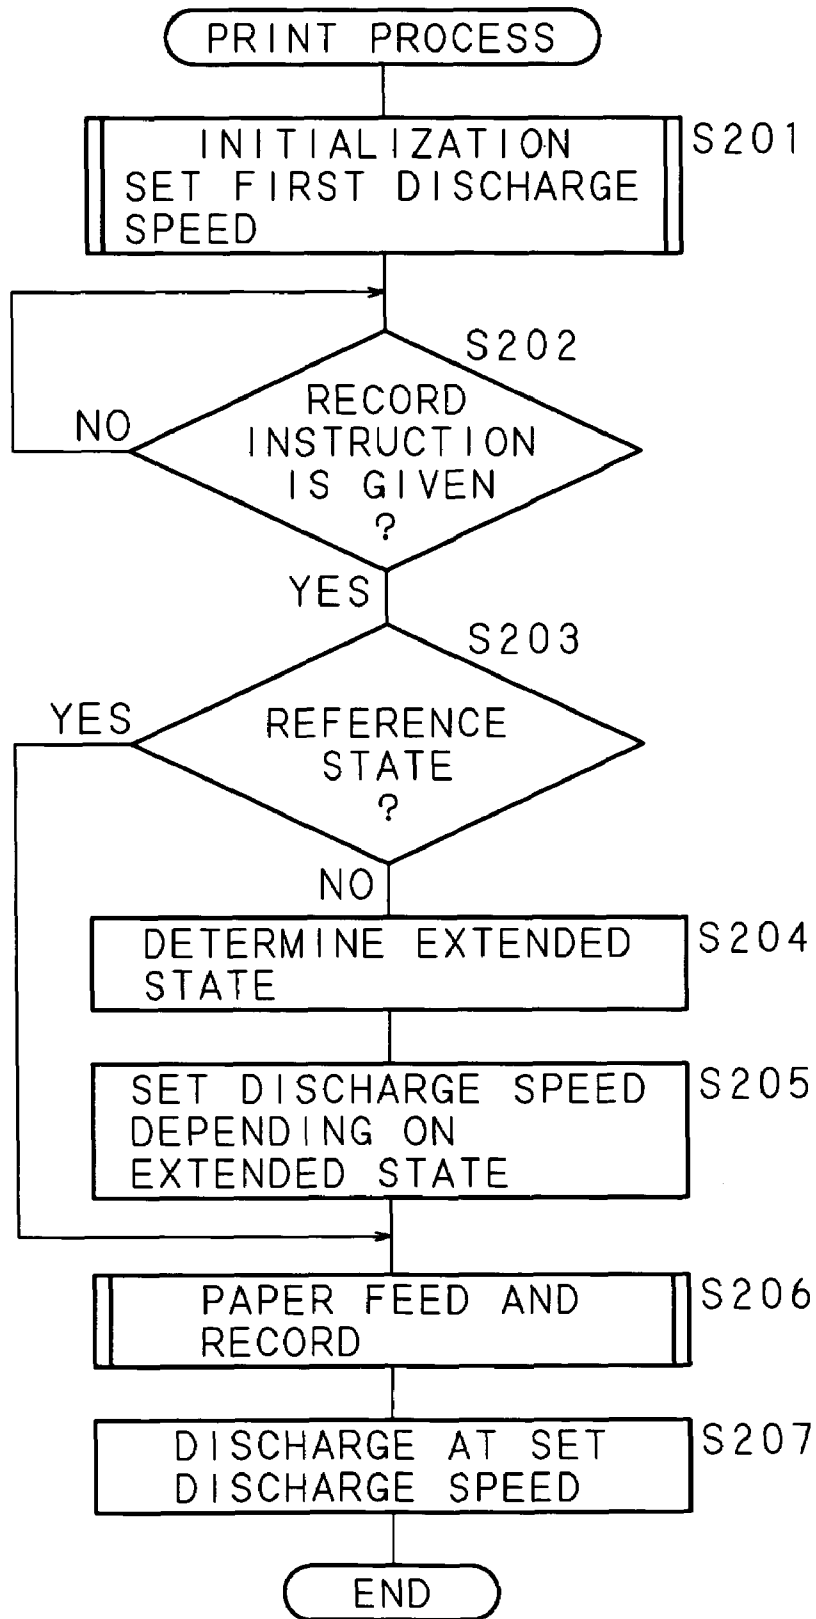 PRINT PROCESS
INITIALIZATION
SET FIRST DISCHARGE
SPEED
S201
S202
RECORD
INSTRUCTION
IS GIVEN
?
NO
YES
S203
YES
REFERENCE
STATE
?
NO
DETERMINE EXTENDED
STATE
S204
SET DISCHARGE SPEED
DEPENDING ON
EXTENDED STATE
S205
PAPER FEED AND
RECORD
S206
DISCHARGE AT SET
DISCHARGE SPEED
S207
END